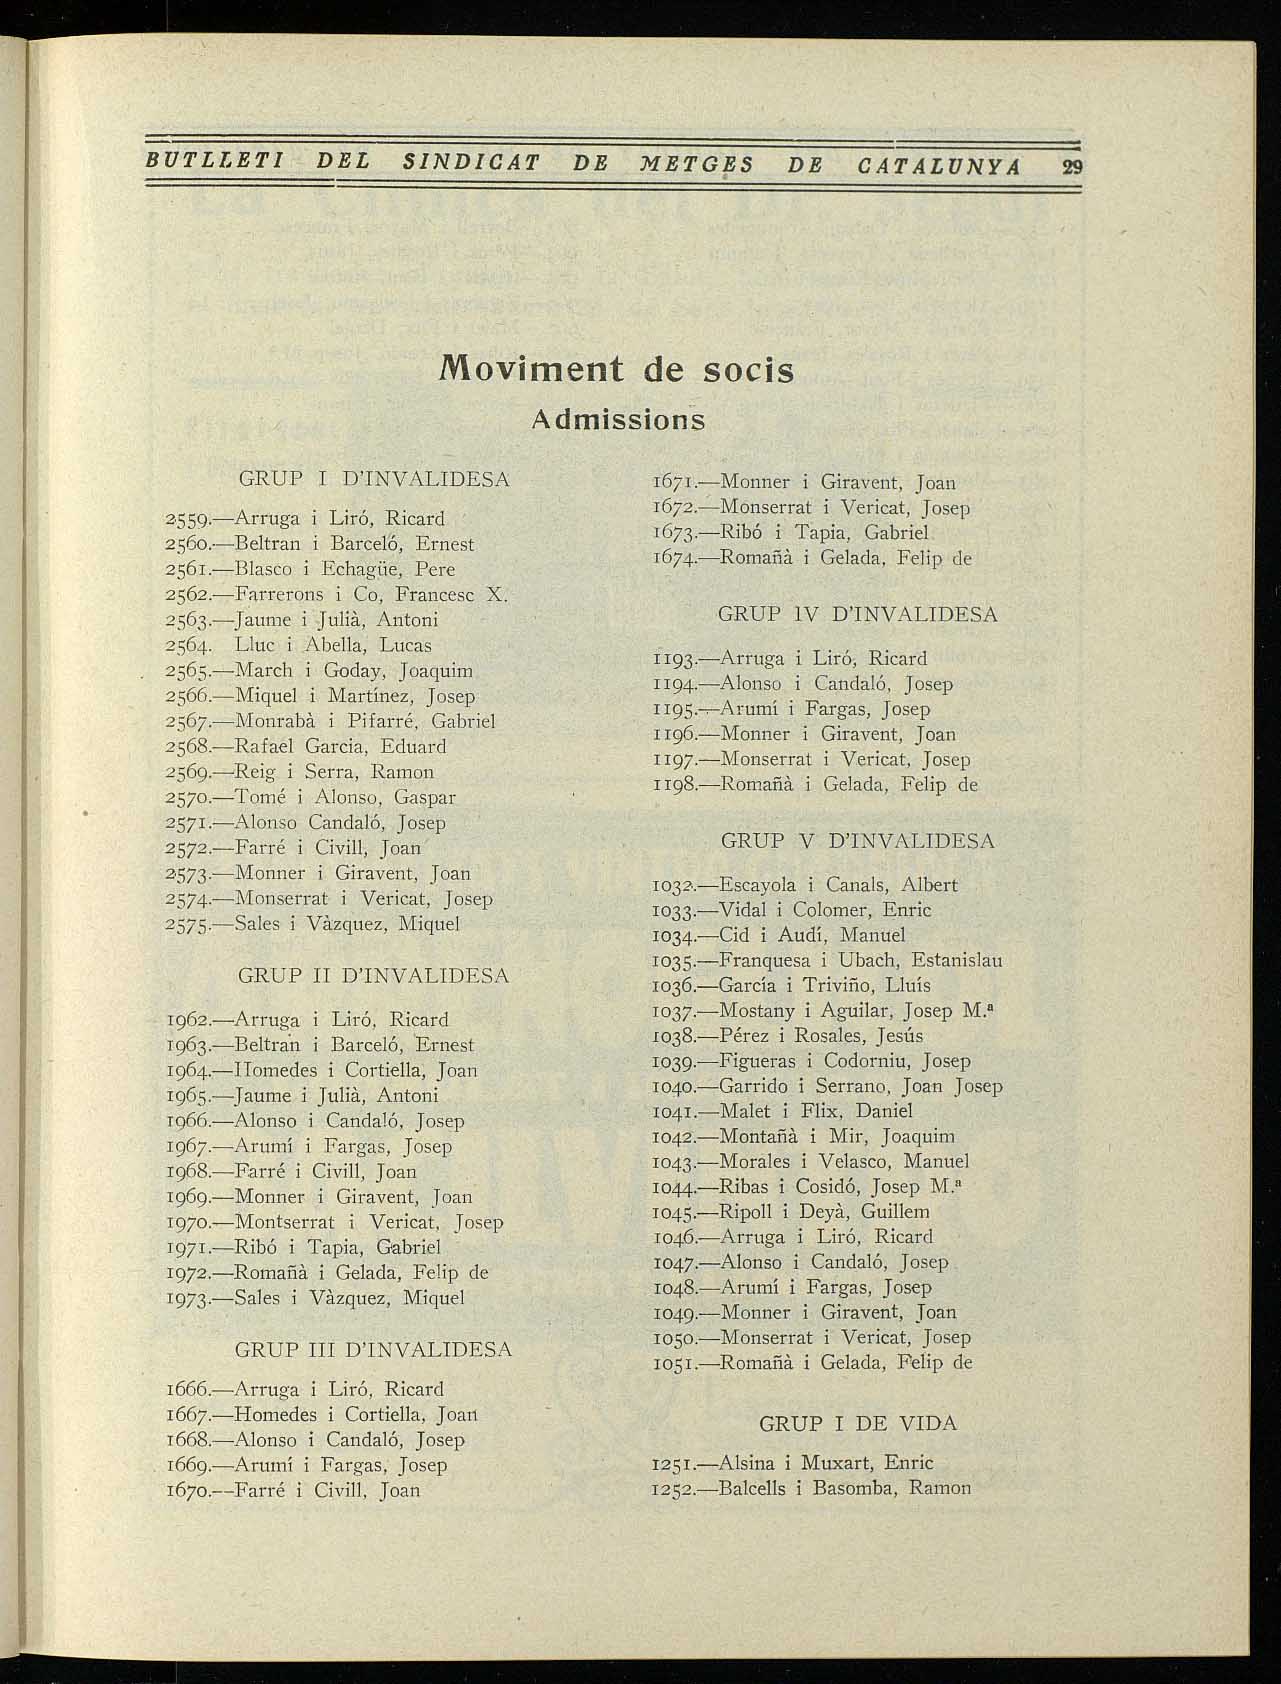 BUTLLETI DEL SINDICAT DE METGES DE CATALUNYA 29
Moviment de socis
Admissions
GRUP I D'INVALIDESA
2559.—Arruga i Liró, Ricard
2560.—Beltran i Barceló, Ernest
2561.—Blasco i Echagüe, Pere
2562.—Farrerons i Co, Francesc X.
2563.—Jaume i Julià, Antoni
2564. Lluc i Abella, Lucas
2565.—March i Goday, Joaquim
2566.—Miquel i Martínez, Josep
2567.—Monrabà i Pifarré, Gabriel
2568.—Rafael Garcia, Eduard
2569.—Reig i Serra, Ramon
2570.—Tomé i Alonso, Gaspar
2571.—Alonso Candaló, Josep
2572.—Farré i Civill, Joan
2573.—Monner i Giravent, Joan
2574.—Monserrat i Vericat, Josep
2575.—Sales i Vàzquez, Miquel
GRUP II D'INVALIDESA
1962.—Arruga i Liró, Ricard
1963.—Beltran i Barceló, Ernest
1964.—Homedes i Cortiella, Joan
1965.—Jaume i Julià, Antoni
1966.—Alonso i Candaló, Josep
1967.—Arumí i Fargas, Josep
1968.—Farré i Civill, Joan
1969.—Monner i Giravent, Joan
1970.—Montserrat i Vericat, Josep
1971.—Ribó i Tapia, Gabriel
1972.—Romañà i Gelada, Felip de
1973.—Sales i Vàzquez, Miquel
GRUP III D'INVALIDESA
1666.—Arruga i Liró, Ricard
1667.—Homedes i Cortiella, Joan
1668.—Alonso i Candaló, Josep
1669.—Arumí i Fargas, Josep
1670.—Farré i Civill, Joan
1671.—Monner i Giravent, Joan
1672.—Monserrat i Vericat, Josep
1673.—Ribó i Tapia, Gabriel
1674.—Romañà i Gelada, Felip de
GRUP IV D'INVALIDESA
1193.—Arruga i Liró, Ricard
1194.—Alonso i Candaló, Josep
1195.—Arumí i Fargas, Josep
1196.—Monner i Giravent, Joan
1197.—Monserrat i Vericat, Josep
1198.—Romañà i Gelada, Felip de
GRUP V D'INVALIDESA
1032.—Escayola i Canals, Albert
1033.—Vidal i Colomer, Enric
1034.—Cid i Audí, Manuel
1035.—Franquesa i Ubach, Estanislau
1036.—García i Triviño, Lluís
1037.—Mostany i Aguilar, Josep M.ª
1038.—Pérez i Rosales, Jesús
1039.—Figueras i Codorniu, Josep
1040.—Garrido i Serrano, Joan Josep
1041.—Malet i Flix, Daniel
1042.—Montañà i Mir, Joaquim
1043.—Morales i Velasco, Manuel
1044.—Ribas i Cosidó, Josep M.ª
1045.—Ripoll i Deyà, Guillem
1046.—Arruga i Liró, Ricard
1047.—Alonso i Candaló, Josep
1048.—Arumí i Fargas, Josep
1049.—Monner i Giravent, Joan
1050.—Monserrat i Vericat, Josep
1051.—Romañà i Gelada, Felip de
GRUP I DE VIDA
1251.—Alsina i Muxart, Enric
1252.—Balcells i Basomba, Ramon